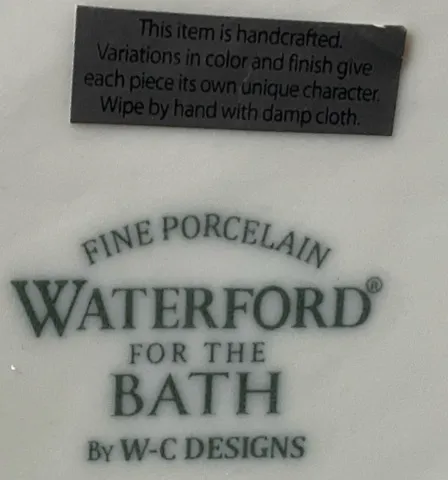 This item is handcrafted.
Variations in color and finish give
each piece its own unique character.
Wipe by hand with damp cloth.
FINE PORCELAIN
WATERFORD®
FOR THE
BATH
BY W-C DESIGNS